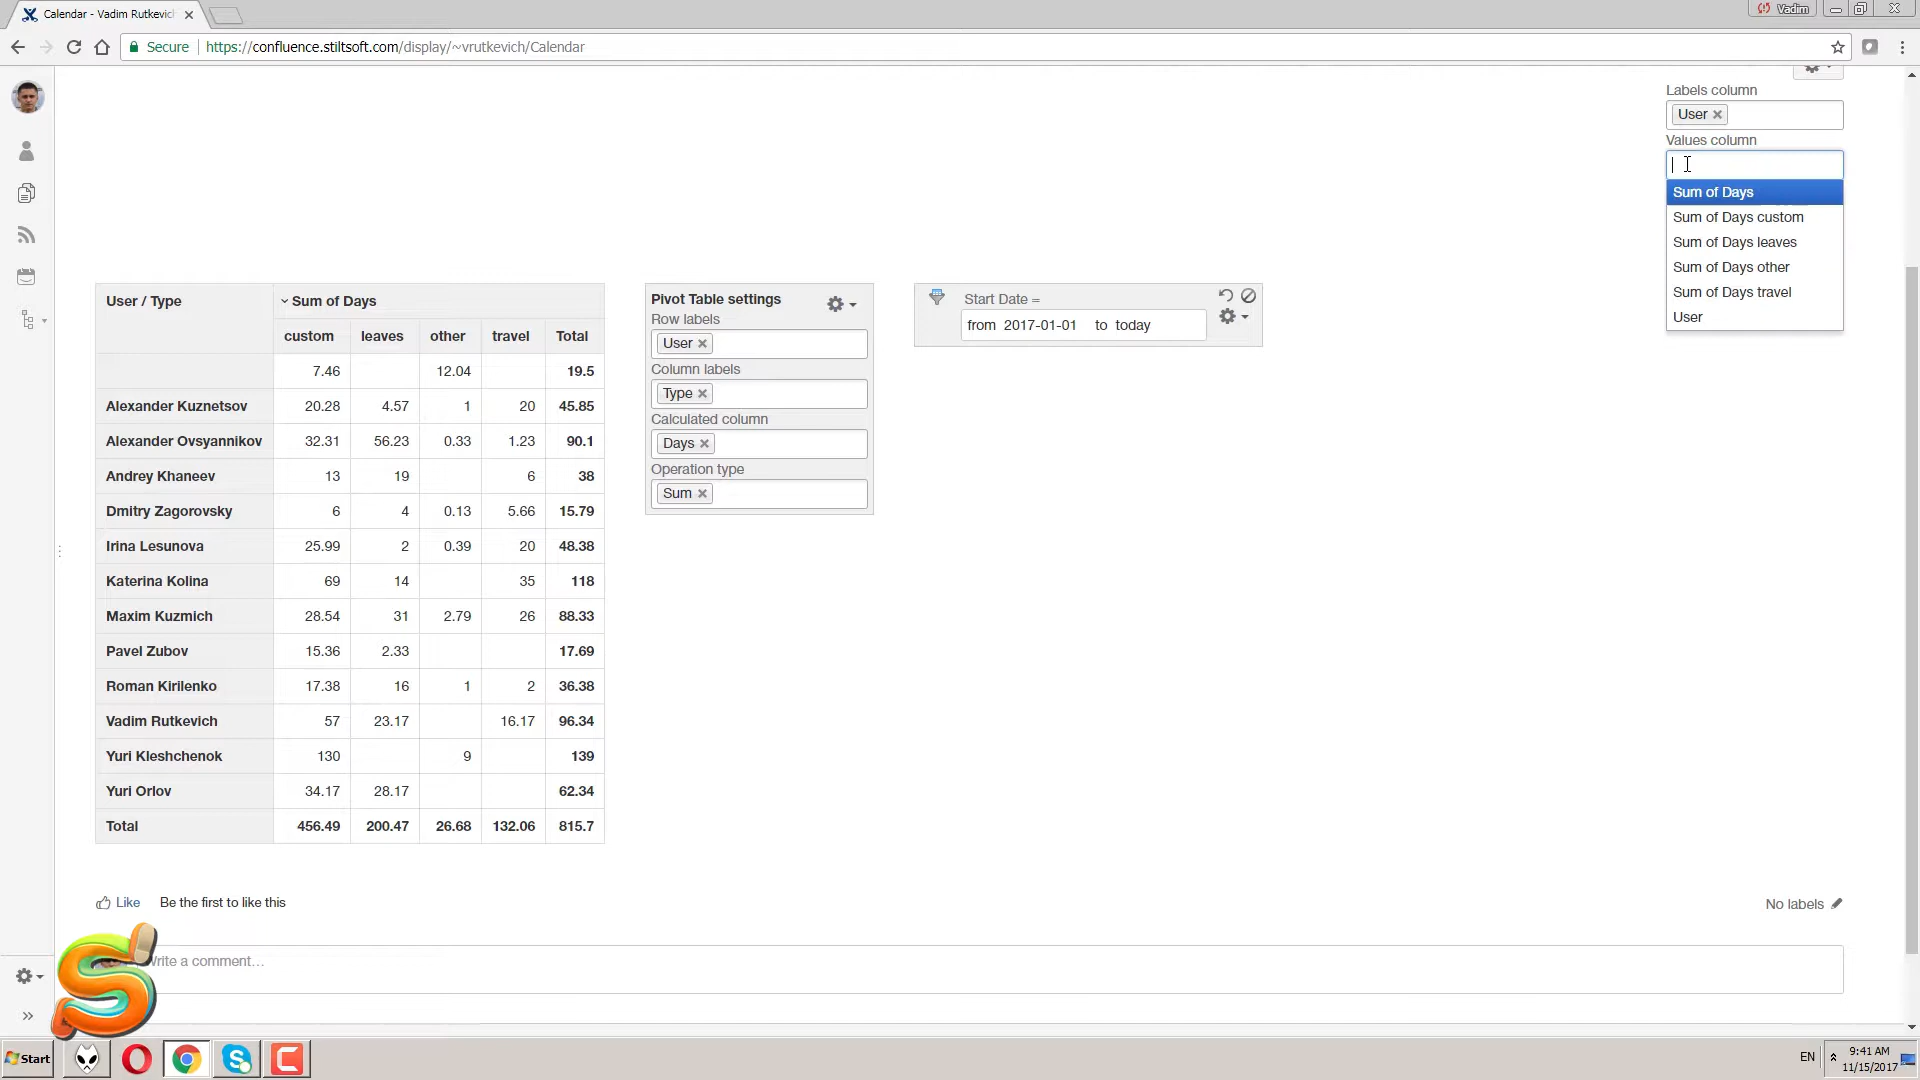 Calendar - Vadim Rutkevich
Vadim
Secure
https://confluence.stiltsoft.com/display/~vrutkevich/Calendar
Labels column
User
Values column
Sum of Days
Sum of Days custom
Sum of Days leaves
Sum of Days other
Sum of Days travel
User
User / Type Sum of Days
custom leaves other travel Total
7.46 12.04 19.5
Alexander Kuznetsov 20.28 4.57 1 20 45.85
Alexander Ovsyannikov 32.31 56.23 0.33 1.23 90.1
Andrey Khaneev 13 19 6 38
Dmitry Zagorovsky 6 4 0.13 5.66 15.79
Irina Lesunova 25.99 2 0.39 20 48.38
Katerina Kolina 69 14 35 118
Maxim Kuzmich 28.54 31 2.79 26 88.33
Pavel Zubov 15.36 2.33 17.69
Roman Kirilenko 17.38 16 1 2 36.38
Vadim Rutkevich 57 23.17 16.17 96.34
Yuri Kleshchenok 130 9 139
Yuri Orlov 34.17 28.17 62.34
Total 456.49 200.47 26.68 132.06 815.7
Pivot Table settings
Row labels
User
Column labels
Type
Calculated column
Days
Operation type
Sum
Start Date =
from 2017-01-01 to today
Like Be the first to like this
No labels
Write a comment…
S
Start
EN
9:41 AM
11/15/2017